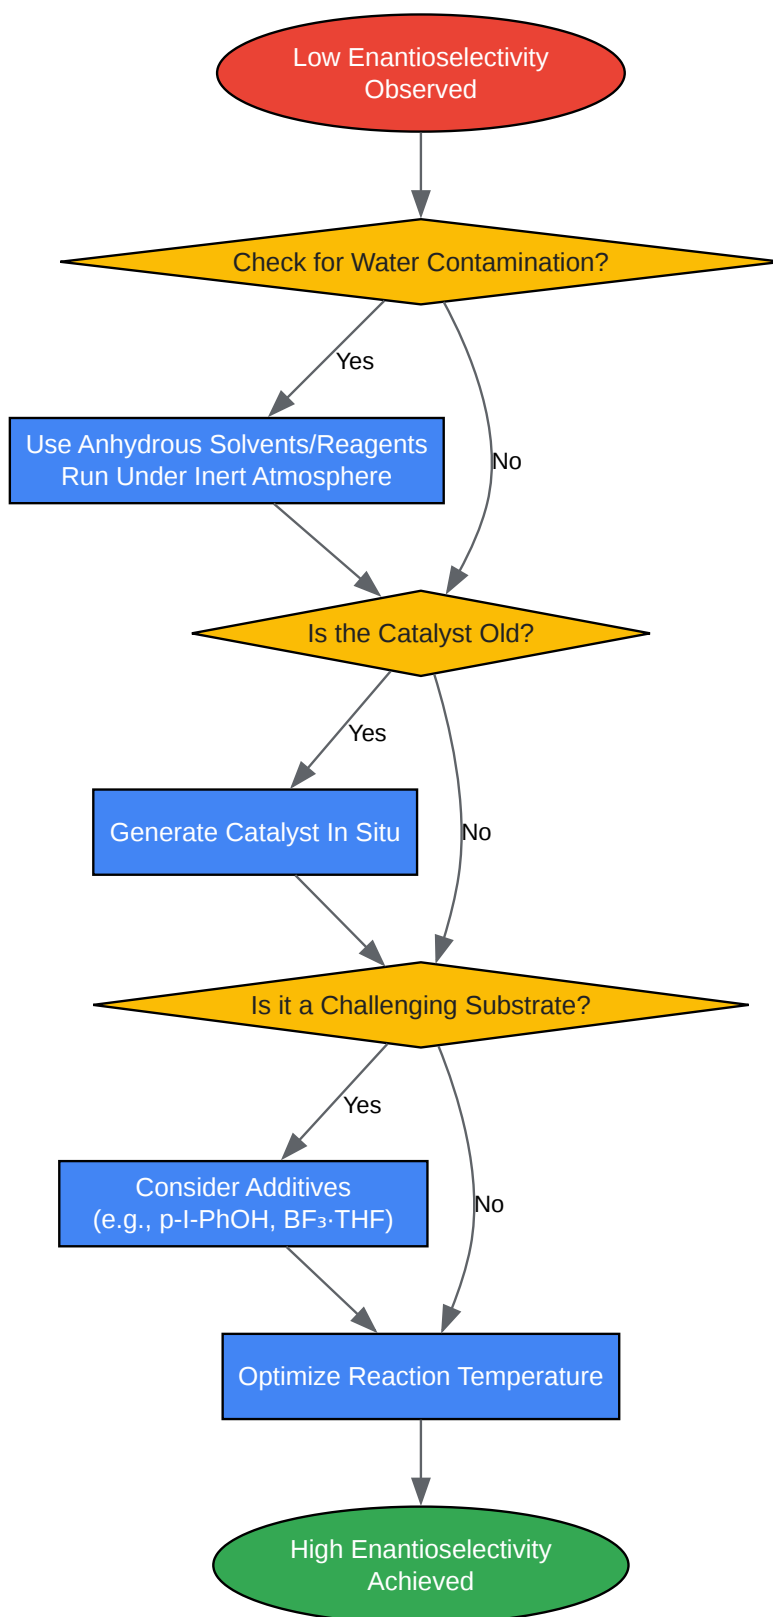 Low Enantioselectivity
Observed
Check for Water Contamination?
Yes
Use Anhydrous Solvents/Reagents
Run Under Inert Atmosphere
No
Is the Catalyst Old?
Yes
Generate Catalyst In Situ
No
Is it a Challenging Substrate?
Yes
Consider Additives
(e.g., p-I-PhOH, BF₃·THF)
No
Optimize Reaction Temperature
High Enantioselectivity
Achieved